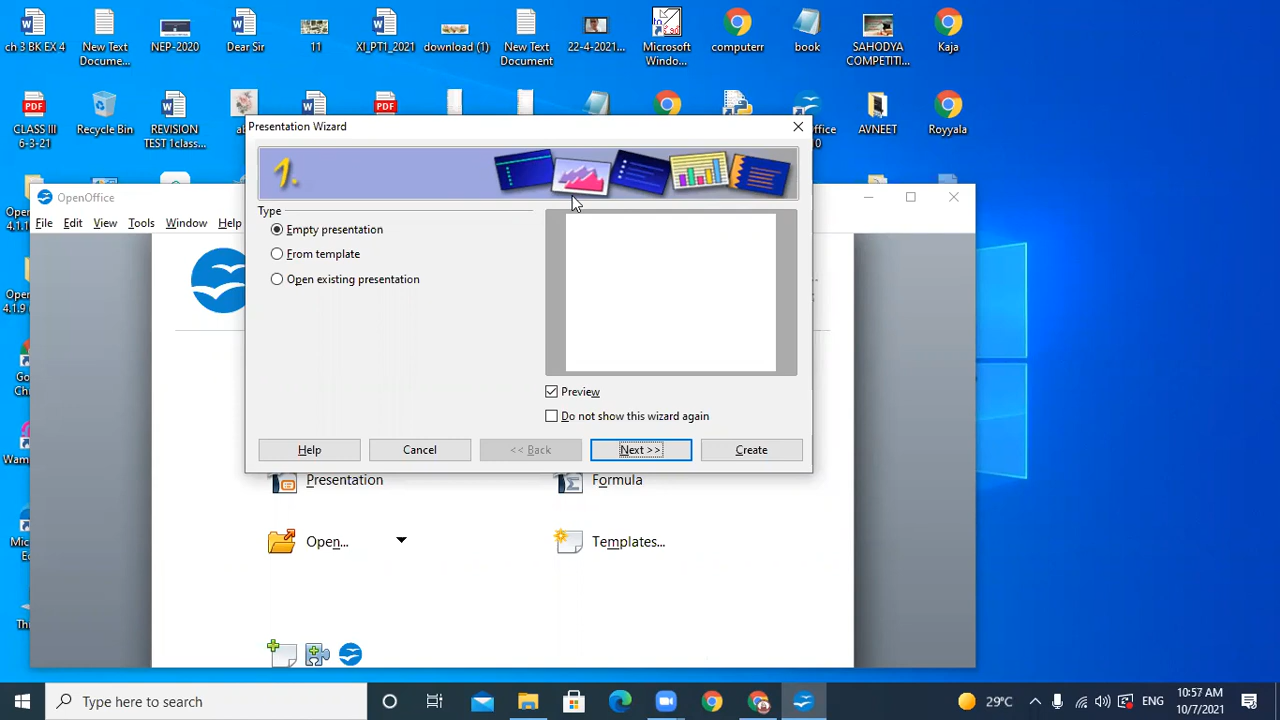 ch 3 BK EX 4
New Text Docume...
NEP-2020
Dear Sir
11
XI_PT1_2021
download (1)
New Text Document
22-4-2021...
Microsoft Windo...
computerr
book
SAHODYA COMPETITI...
Kaja
CLASS III 6-3-21
Recycle Bin
REVISION TEST 1class...
AVNEET
Royyala
Presentation Wizard
1.
OpenOffice
File Edit View Tools Window Help
Type
Empty presentation
From template
Open existing presentation
Preview
Do not show this wizard again
Help Cancel << Back Next >> Create
Presentation
Formula
Open...
Templates...
Type here to search
29°C
ENG
10:57 AM
10/7/2021